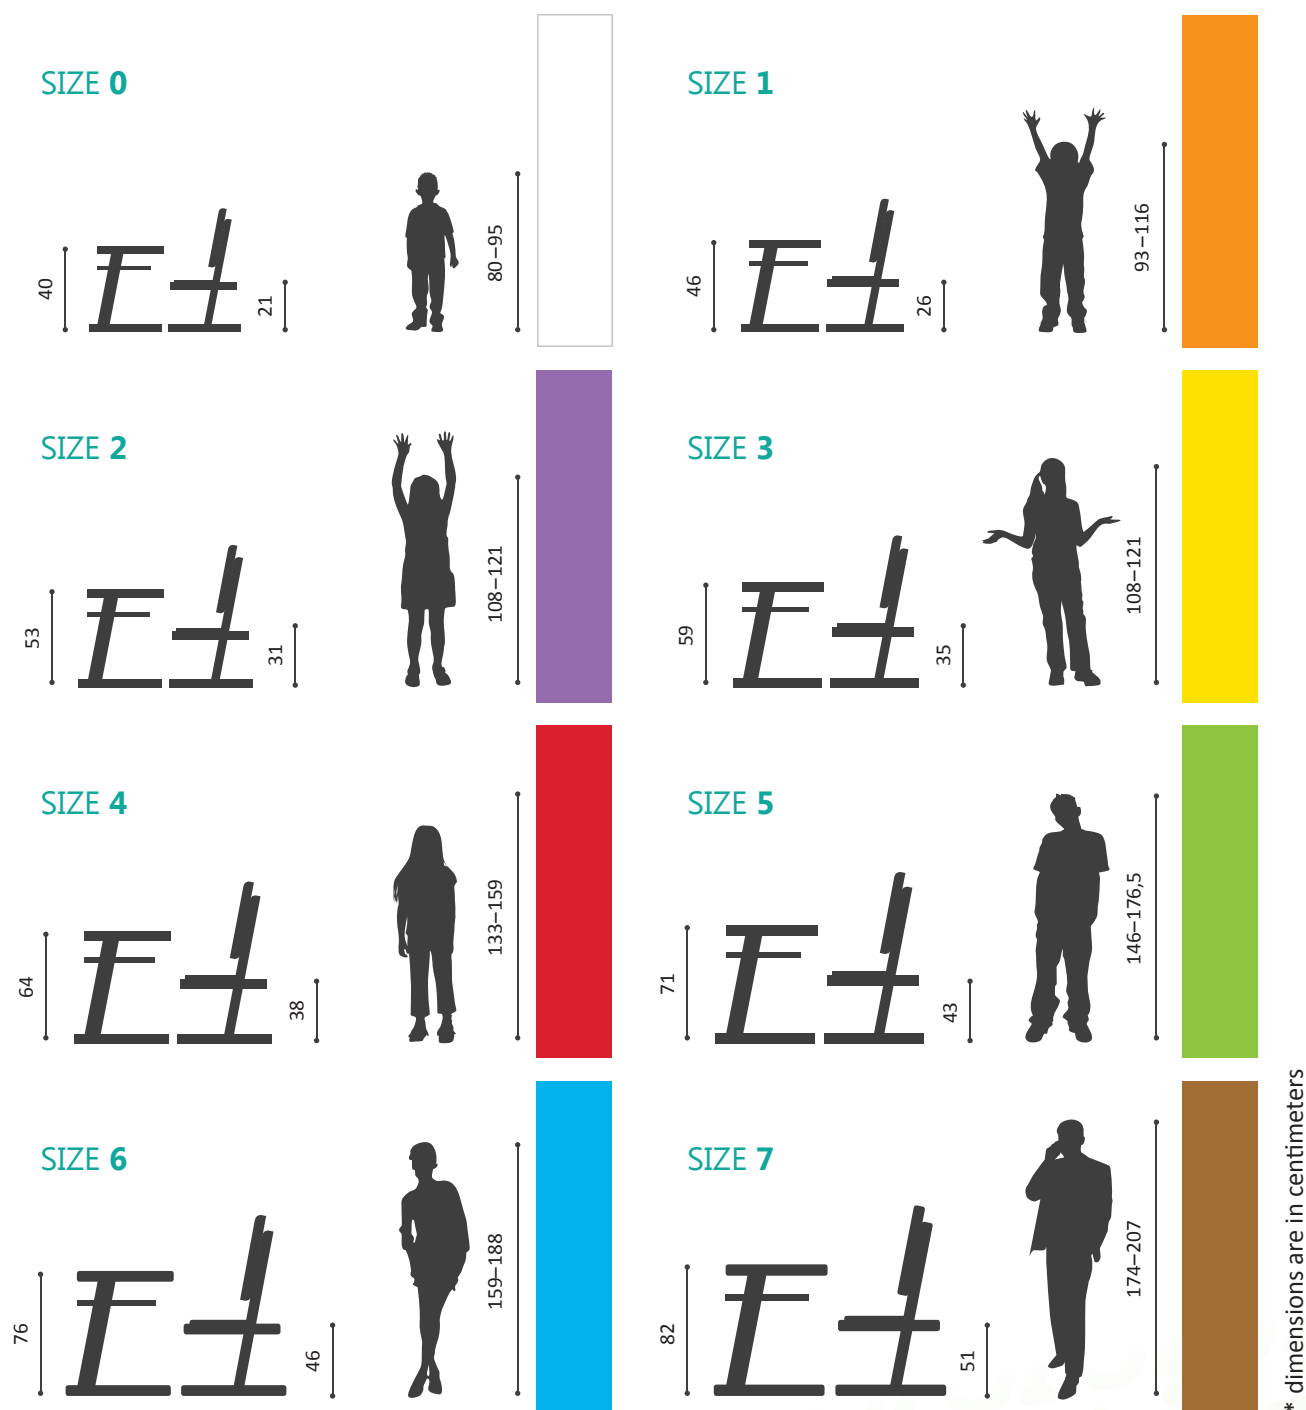 SIZE 0
40
21
80–95
SIZE 1
46
26
93–116
SIZE 2
53
31
108–121
SIZE 3
59
35
108–121
SIZE 4
64
38
133–159
SIZE 5
71
43
146–176,5
SIZE 6
76
46
159–188
SIZE 7
82
51
174–207
* dimensions are in centimeters